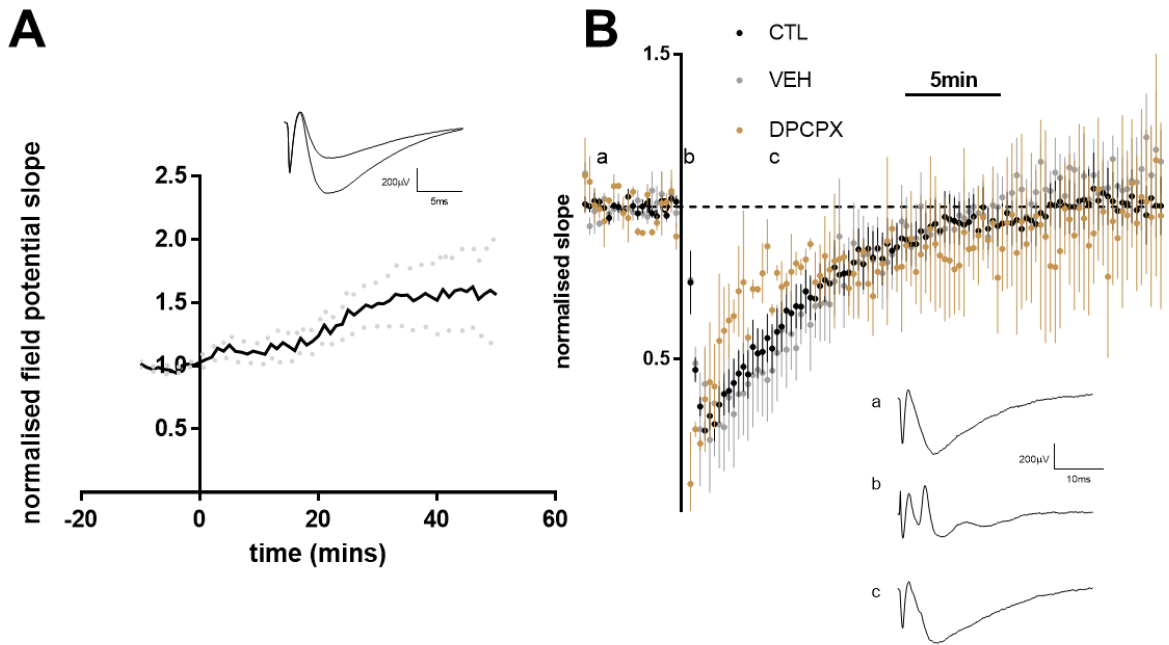 A
normalised field potential slope
2.5
2.0
1.5
1.0
0.5
-20
0
20
40
60
time (mins)
200µV
5ms
B
CTL
VEH
DPCPX
5min
1.5
0.5
normalised slope
a
b
c
a
b
c
200µV
10ms